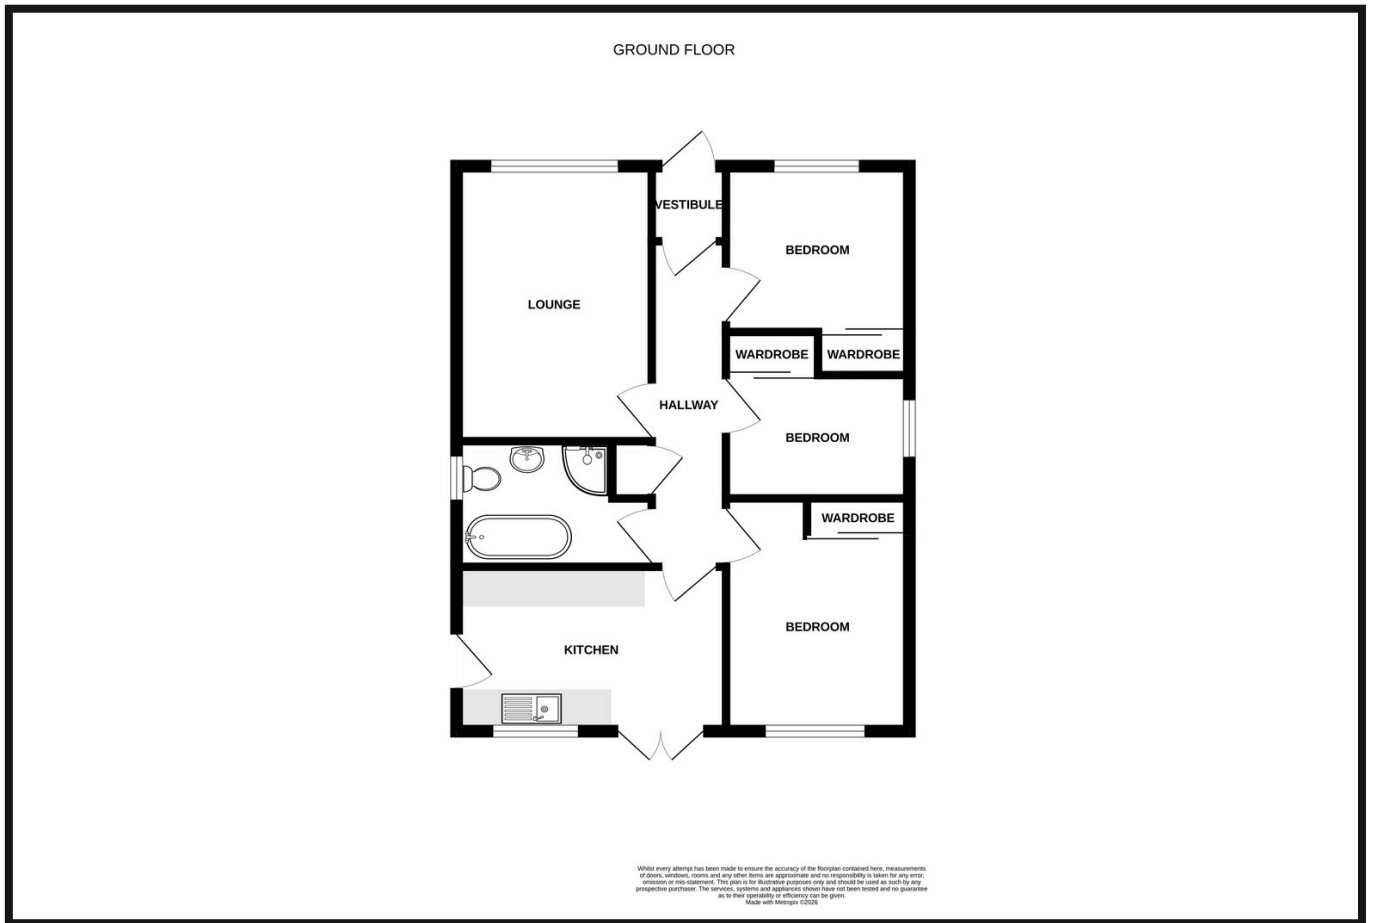 GROUND FLOOR
VESTIBULE
BEDROOM
LOUNGE
WARDROBE
WARDROBE
HALLWAY
BEDROOM
WARDROBE
BEDROOM
KITCHEN
Whilst every attempt has been made to ensure the accuracy of the floorplan contained here, measurements
of doors, windows, rooms and any other items are approximate and no responsibility is taken for any error,
omission or mis-statement. This plan is for illustrative purposes only and should be used as such by any
prospective purchaser. The services, systems and appliances shown have not been tested and no guarantee
as to their operability or efficiency can be given.
Made with Metropix ©2026